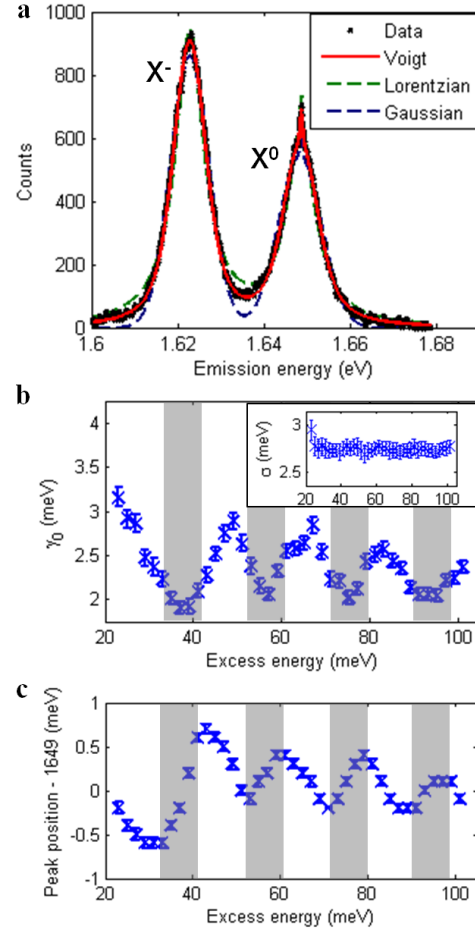 a
1000
800
600
400
200
0
Counts
X-
X0
Data
Voigt
Lorentzian
Gaussian
1.6 1.62 1.64 1.66 1.68
Emission energy (eV)
b
4
3.5
3
2.5
2
γ0 (meV)
3
2.5
σ (meV)
20 40 60 80 100
20 40 60 80 100
Excess energy (meV)
c
1
0.5
0
-0.5
-1
Peak position - 1649 (meV)
20 40 60 80 100
Excess energy (meV)